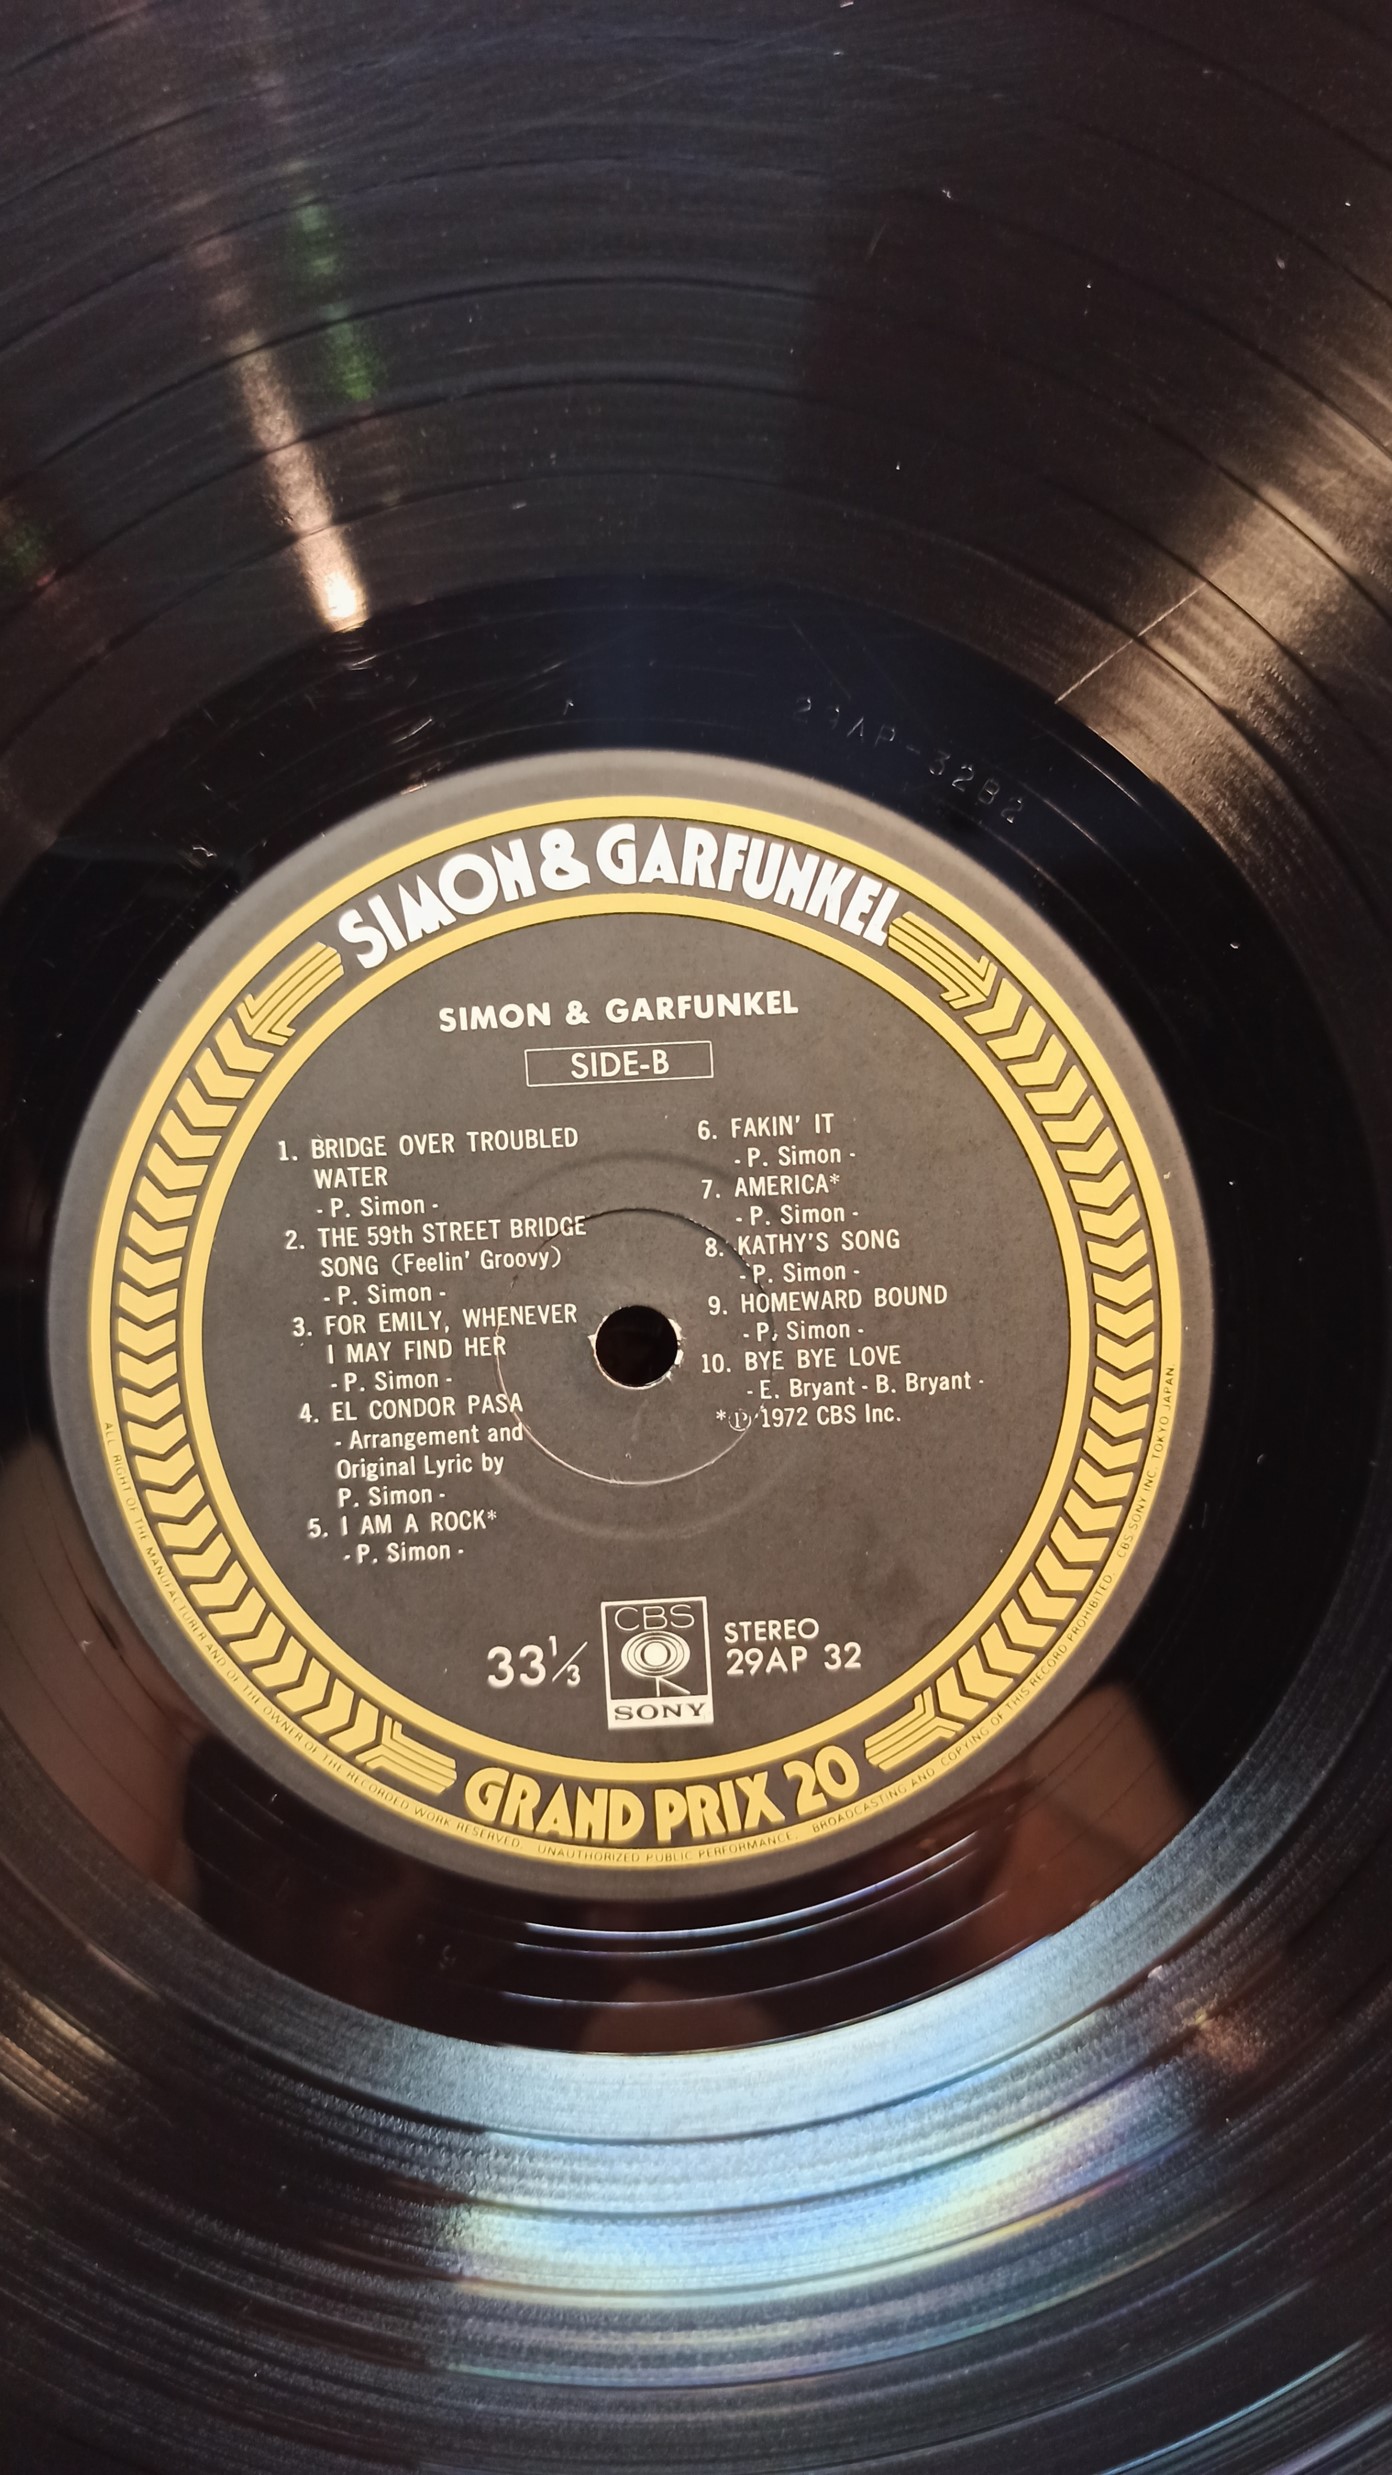 29AP-32B2
SIMON & GARFUNKEL
SIMON & GARFUNKEL
SIDE-B
1. BRIDGE OVER TROUBLED
WATER
- P. Simon -
2. THE 59th STREET BRIDGE
SONG (Feelin' Groovy)
- P. Simon -
3. FOR EMILY, WHENEVER
I MAY FIND HER
- P. Simon -
4. EL CONDOR PASA
- Arrangement and
Original Lyric by
P. Simon -
5. I AM A ROCK*
- P. Simon -
6. FAKIN' IT
- P. Simon -
7. AMERICA*
- P. Simon -
8. KATHY'S SONG
- P. Simon -
9. HOMEWARD BOUND
- P. Simon -
10. BYE BYE LOVE
- E. Bryant - B. Bryant -
*Ⓟ 1972 CBS Inc.
33 1/3
CBS
SONY
STEREO
29AP 32
GRAND PRIX 20
ALL RIGHT OF THE MANUFACTURER AND OF THE OWNER OF THE RECORDED WORK RESERVED. UNAUTHORIZED PUBLIC PERFORMANCE. BROADCASTING AND COPYING OF THIS RECORD PROHIBITED. CBS SONY INC. TOKYO JAPAN.